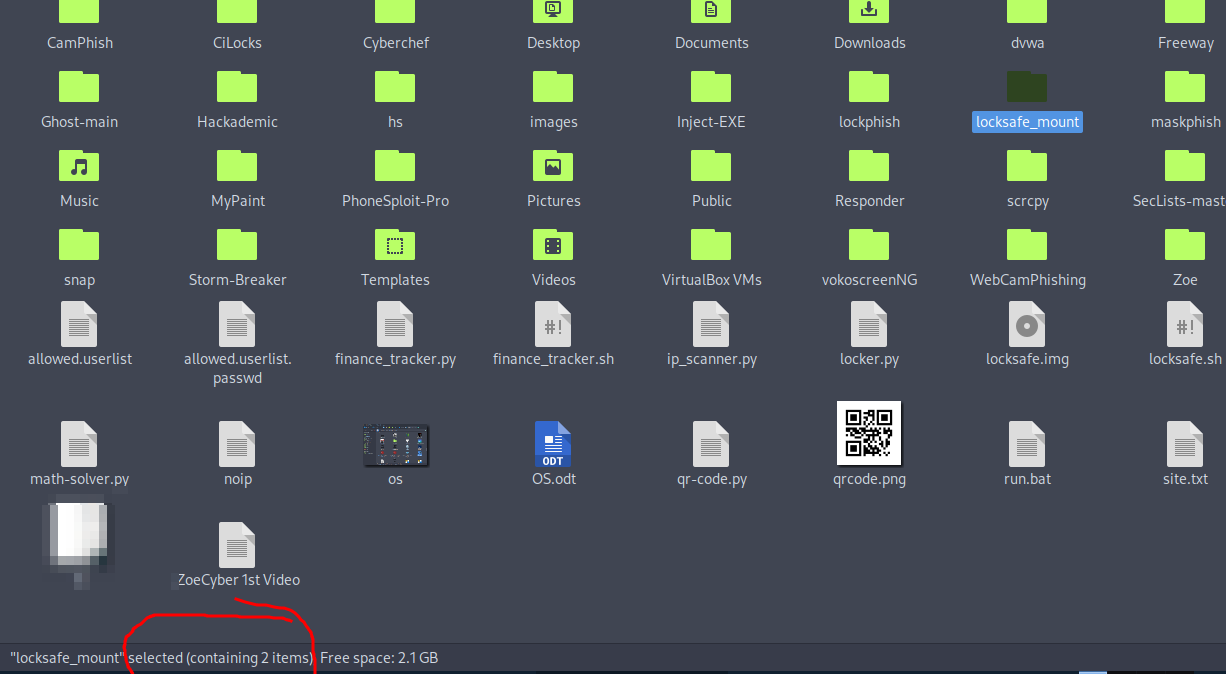 CamPhish
CiLocks
Cyberchef
Desktop
Documents
Downloads
dvwa
Freeway
Ghost-main
Hackademic
hs
images
Inject-EXE
lockphish
locksafe_mount
maskphish
Music
MyPaint
PhoneSploit-Pro
Pictures
Public
Responder
scrcpy
SecLists-mast
snap
Storm-Breaker
Templates
Videos
VirtualBox VMs
vokoscreenNG
WebCamPhishing
Zoe
#!
#!
allowed.userlist
allowed.userlist.
passwd
finance_tracker.py
finance_tracker.sh
ip_scanner.py
locker.py
locksafe.img
locksafe.sh
ODT
math-solver.py
noip
os
OS.odt
qr-code.py
qrcode.png
run.bat
site.txt
ZoeCyber 1st Video
"locksafe_mount" selected (containing 2 items), Free space: 2.1 GB